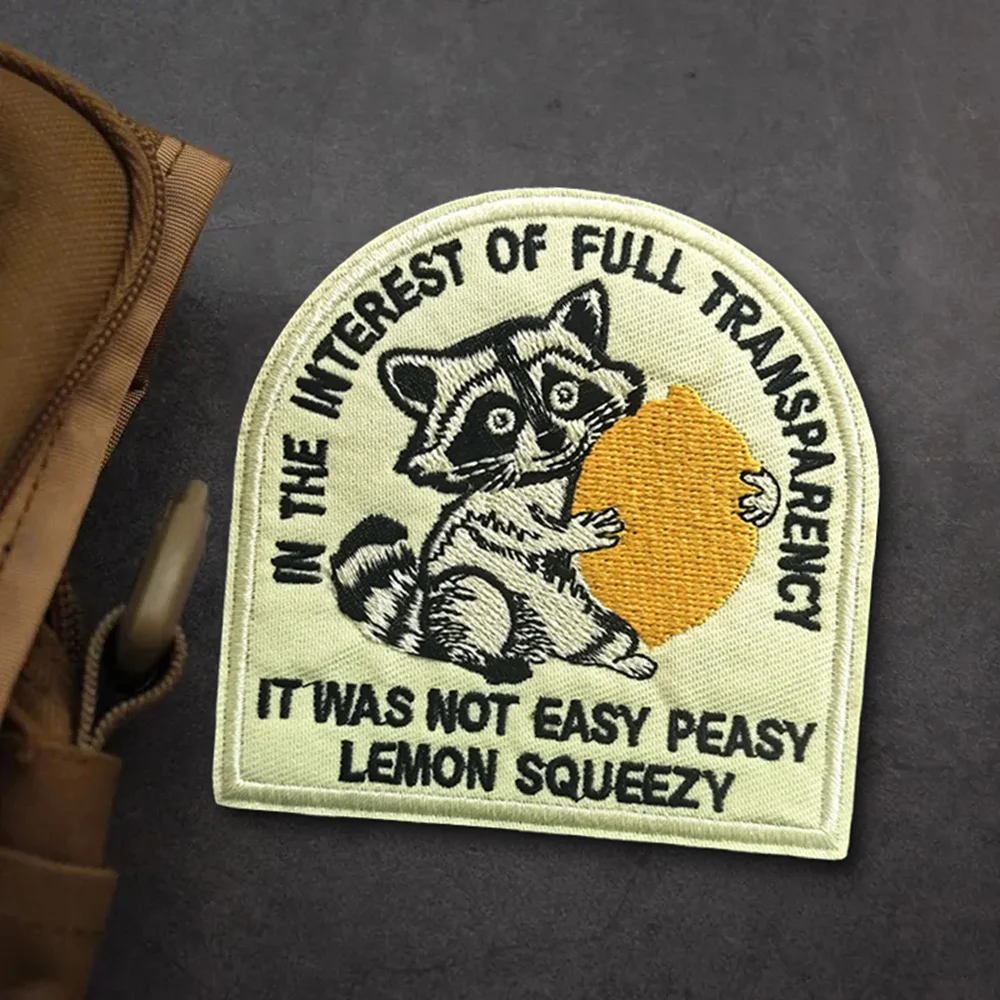 IN THE INTEREST OF FULL TRANSPARENCY
IT WAS NOT EASY PEASY
LEMON SQUEEZY